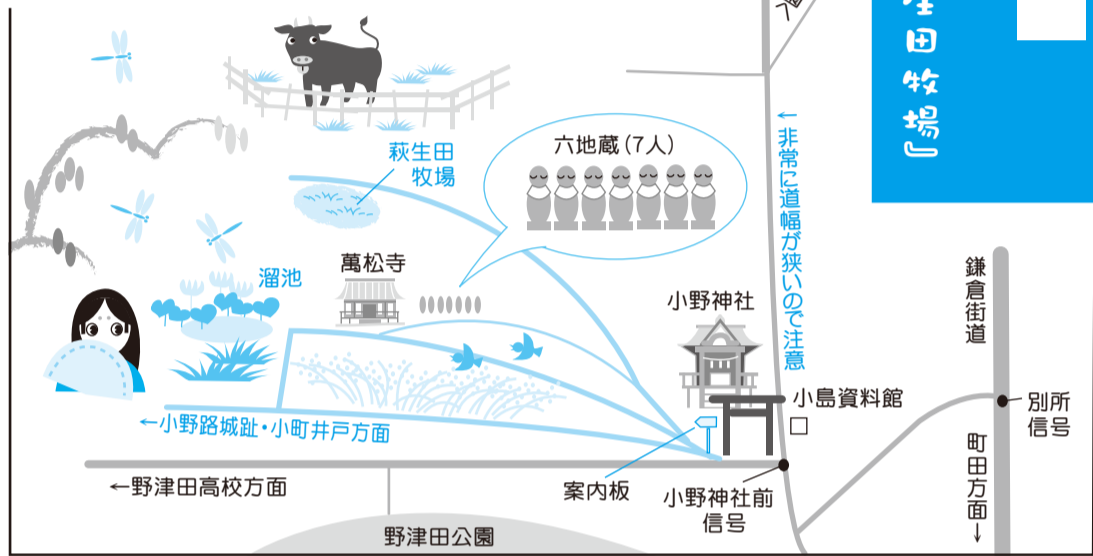 生田牧場』
六地蔵(7人)
←非常に道幅が狭いので注意
萩生田
牧場
萬松寺
溜池
小野神社
鎌倉街道
小島資料館
別所
信号
←小野路城趾・小町井戸方面
町田方面→
←野津田高校方面
案内板
小野神社前
信号
野津田公園